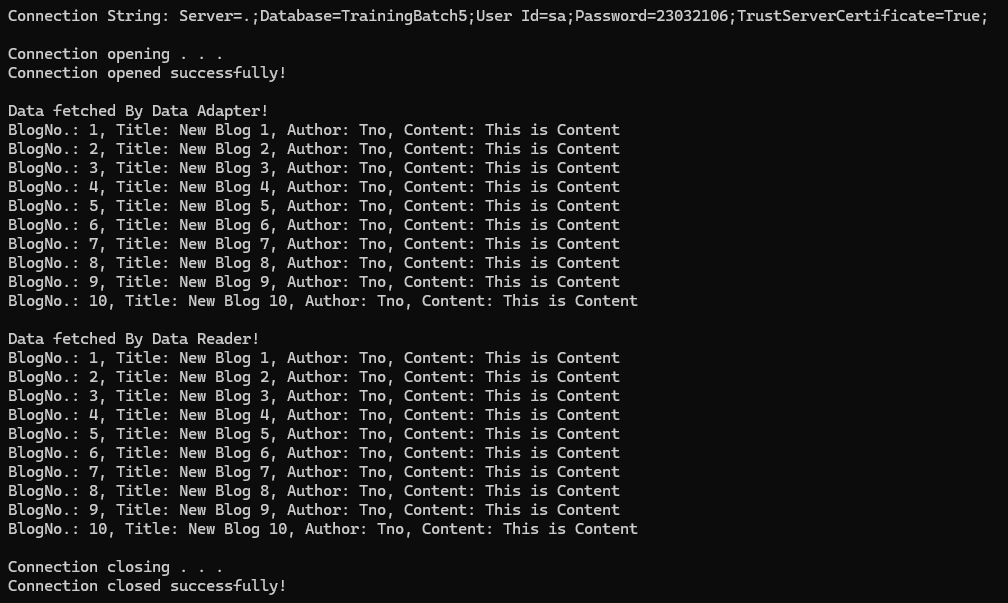 Connection String: Server=.;Database=TrainingBatch5;User Id=sa;Password=23032106;TrustServerCertificate=True;
Connection opening . . .
Connection opened successfully!
Data fetched By Data Adapter!
BlogNo.: 1, Title: New Blog 1, Author: Tno, Content: This is Content
BlogNo.: 2, Title: New Blog 2, Author: Tno, Content: This is Content
BlogNo.: 3, Title: New Blog 3, Author: Tno, Content: This is Content
BlogNo.: 4, Title: New Blog 4, Author: Tno, Content: This is Content
BlogNo.: 5, Title: New Blog 5, Author: Tno, Content: This is Content
BlogNo.: 6, Title: New Blog 6, Author: Tno, Content: This is Content
BlogNo.: 7, Title: New Blog 7, Author: Tno, Content: This is Content
BlogNo.: 8, Title: New Blog 8, Author: Tno, Content: This is Content
BlogNo.: 9, Title: New Blog 9, Author: Tno, Content: This is Content
BlogNo.: 10, Title: New Blog 10, Author: Tno, Content: This is Content
Data fetched By Data Reader!
BlogNo.: 1, Title: New Blog 1, Author: Tno, Content: This is Content
BlogNo.: 2, Title: New Blog 2, Author: Tno, Content: This is Content
BlogNo.: 3, Title: New Blog 3, Author: Tno, Content: This is Content
BlogNo.: 4, Title: New Blog 4, Author: Tno, Content: This is Content
BlogNo.: 5, Title: New Blog 5, Author: Tno, Content: This is Content
BlogNo.: 6, Title: New Blog 6, Author: Tno, Content: This is Content
BlogNo.: 7, Title: New Blog 7, Author: Tno, Content: This is Content
BlogNo.: 8, Title: New Blog 8, Author: Tno, Content: This is Content
BlogNo.: 9, Title: New Blog 9, Author: Tno, Content: This is Content
BlogNo.: 10, Title: New Blog 10, Author: Tno, Content: This is Content
Connection closing . . .
Connection closed successfully!